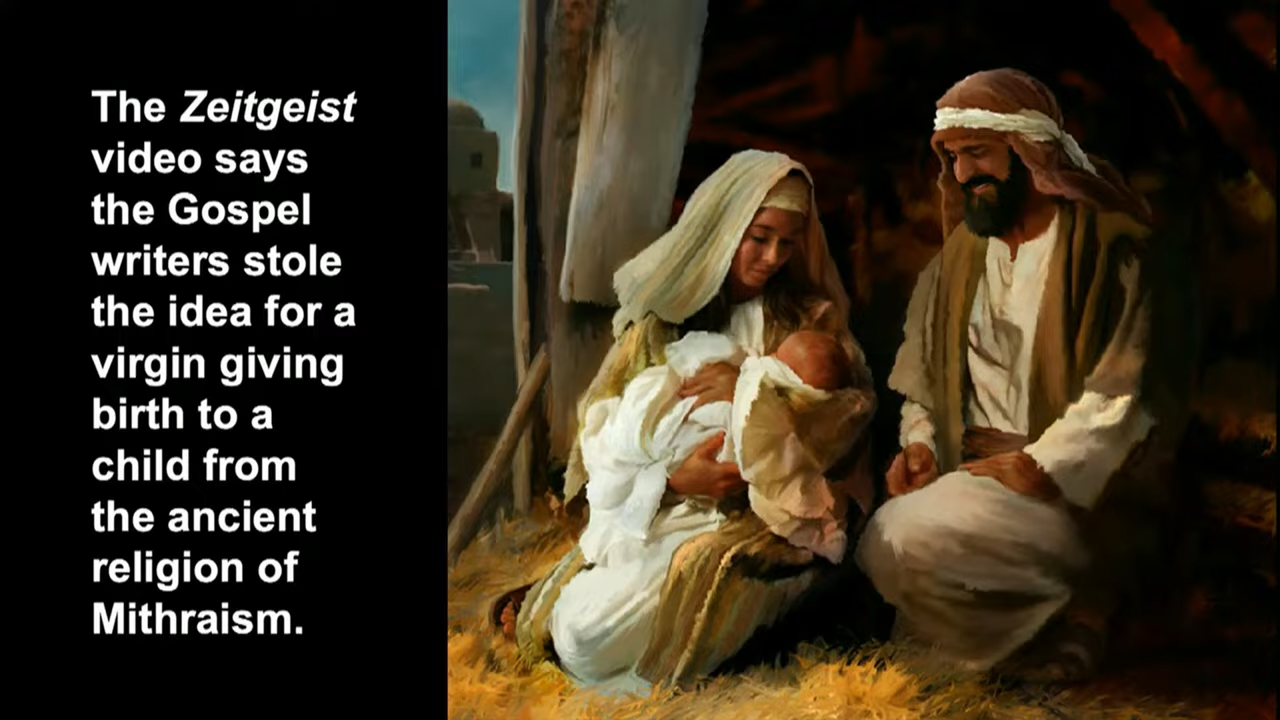 The Zeitgeist
video says
the Gospel
writers stole
the idea for a
virgin giving
birth to a
child from
the ancient
religion of
Mithraism.